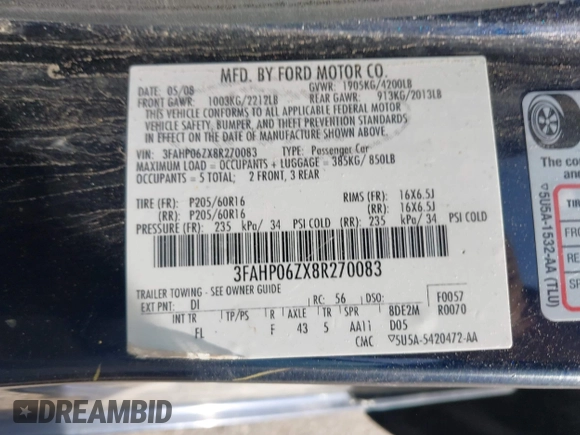 MFD. BY FORD MOTOR CO.
DATE: 05/08 GVWR: 1905KG/4200LB
FRONT GAWR: 1003KG/2212LB REAR GAWR: 913KG/2013LB
THIS VEHICLE CONFORMS TO ALL APPLICABLE FEDERAL MOTOR
VEHICLE SAFETY, BUMPER, AND THEFT PREVENTION STANDARDS
IN EFFECT ON THE DATE OF MANUFACTURE SHOWN ABOVE.
VIN: 3FAHP06ZX8R270083 TYPE: Passenger Car
MAXIMUM LOAD = OCCUPANTS + LUGGAGE = 385KG/850LB
OCCUPANTS = 5 TOTAL; 2 FRONT, 3 REAR
TIRE (FR): P205/60R16 RIMS (FR): 16X6.5J
(RR): P205/60R16 (RR): 16X6.5J
PRESSURE (FR): 235 kPa/ 34 PSI COLD (RR): 235 kPa/ 34 PSI COLD
3FAHP06ZX8R270083
TRAILER TOWING - SEE OWNER GUIDE
EXT PNT: DI RC: 56 DSO: F0057
INT TR TP/PS R AXLE TR SPR BDE2M R0070
FL F 43 5 AA11 D05
CMC ▽5U5A-5420472-AA
▽5U5A-1532-AA (TLU)
The co
and
TIR
FRO
RE
SP
DREAMBID